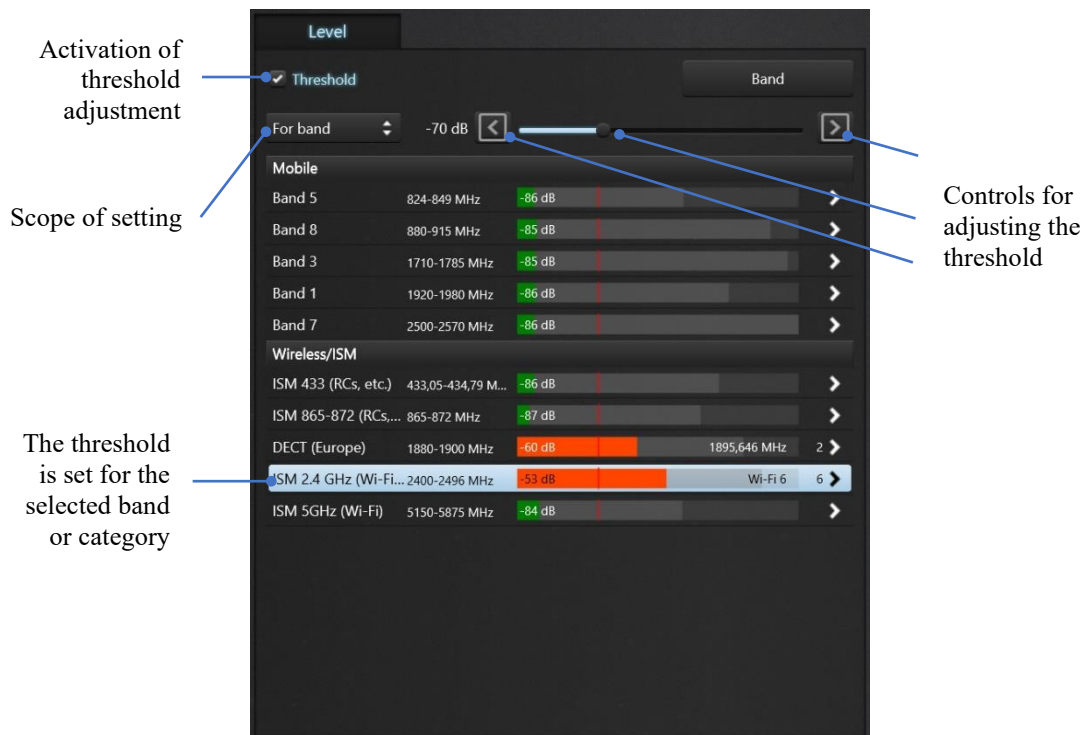 Level
Activation of
threshold
adjustment
Threshold
Band
For band
-70 dB
Mobile
Band 5 824-849 MHz -86 dB
Band 8 880-915 MHz -85 dB
Band 3 1710-1785 MHz -85 dB
Band 1 1920-1980 MHz -86 dB
Band 7 2500-2570 MHz -86 dB
Scope of setting
Controls for
adjusting the
threshold
Wireless/ISM
ISM 433 (RCs, etc.) 433,05-434,79 M... -86 dB
ISM 865-872 (RCs,... 865-872 MHz -87 dB
DECT (Europe) 1880-1900 MHz -60 dB 1895,646 MHz 2
ISM 2.4 GHz (Wi-Fi... 2400-2496 MHz -53 dB Wi-Fi 6 6
ISM 5GHz (Wi-Fi) 5150-5875 MHz -84 dB
The threshold
is set for the
selected band
or category